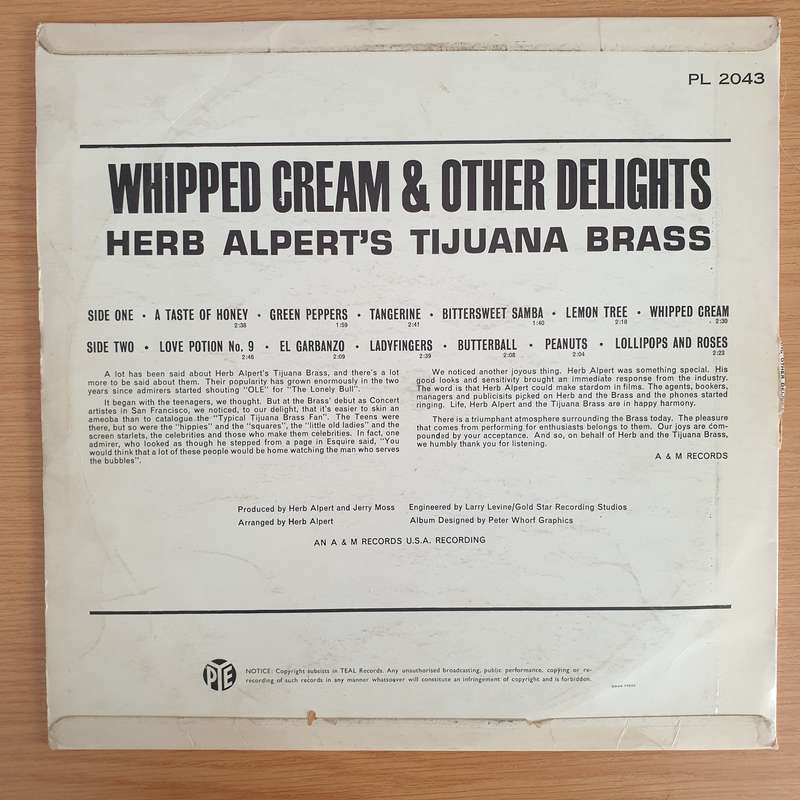 PL 2043
WHIPPED CREAM & OTHER DELIGHTS
HERB ALPERT'S TIJUANA BRASS
SIDE ONE • A TASTE OF HONEY • GREEN PEPPERS • TANGERINE • BITTERSWEET SAMBA • LEMON TREE • WHIPPED CREAM
2:38 1:59 2:41 1:40 2:18 2:30
SIDE TWO • LOVE POTION No. 9 • EL GARBANZO • LADYFINGERS • BUTTERBALL • PEANUTS • LOLLIPOPS AND ROSES
2:45 2:09 2:39 2:08 2:04 2:23
A lot has been said about Herb Alpert's Tijuana Brass, and there's a lot
more to be said about them. Their popularity has grown enormously in the two
years since admirers started shouting "OLE" for "The Lonely Bull".
It began with the teenagers, we thought. But at the Brass' debut as Concert
artistes in San Francisco, we noticed, to our delight, that it's easier to skin an
ameoba than to catalogue the "Typical Tijuana Brass Fan". The Teens were
there, but so were the "hippies" and the "squares", the "little old ladies" and the
screen starlets, the celebrities and those who make them celebrities. In fact, one
admirer, who looked as though he stepped from a page in Esquire said, "You
would think that a lot of these people would be home watching the man who serves
the bubbles".
We noticed another joyous thing. Herb Alpert was something special. His
good looks and sensitivity brought an immediate response from the industry.
The word is that Herb Alpert could make stardom in films. The agents, bookers,
managers and publicisits picked on Herb and the Brass and the phones started
ringing. Life, Herb Alpert and the Tijuana Brass are in happy harmony.
There is a triumphant atmosphere surrounding the Brass today. The pleasure
that comes from performing for enthusiasts belongs to them. Our joys are com-
pounded by your acceptance. And so, on behalf of Herb and the Tijuana Brass,
we humbly thank you for listening.
A & M RECORDS
Produced by Herb Alpert and Jerry Moss Engineered by Larry Levine/Gold Star Recording Studios
Arranged by Herb Alpert Album Designed by Peter Whorf Graphics
AN A & M RECORDS U.S.A. RECORDING
PYE
NOTICE: Copyright subsists in TEAL Records. Any unauthorised broadcasting, public performance, copying or re-
recording of such records in any manner whatsoever will constitute an infringement of copyright and is forbidden.